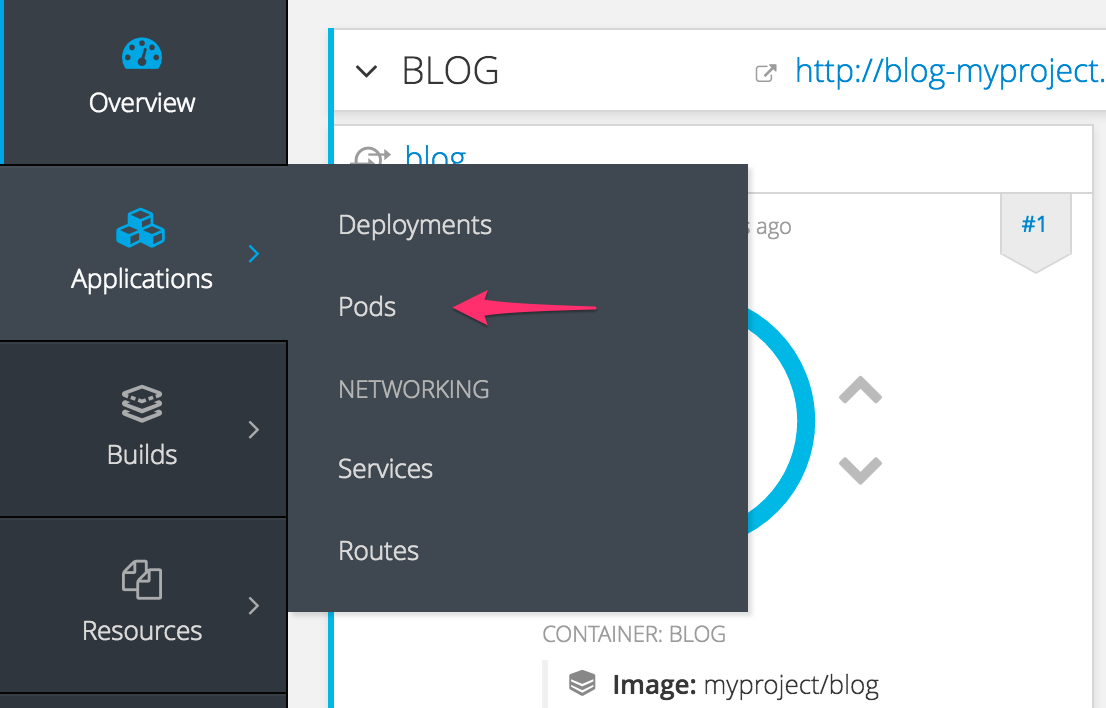 Overview
Applications
Builds
Resources
Deployments
Pods
NETWORKING
Services
Routes
BLOG
http://blog-myproject.
blog
ago
#1
CONTAINER: BLOG
Image: myproject/blog